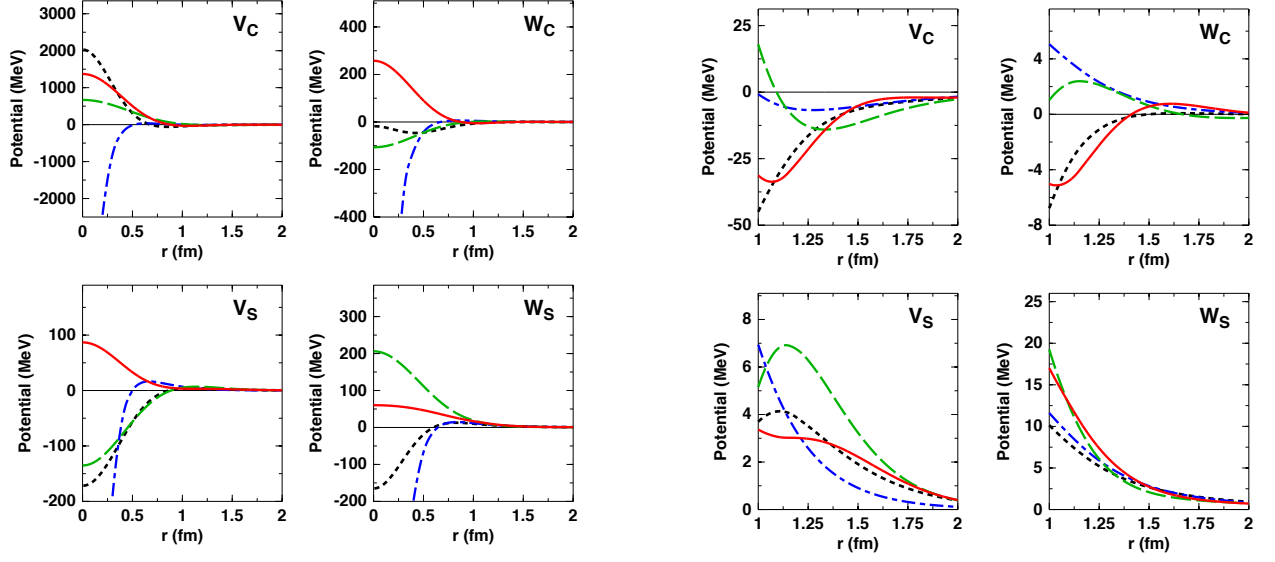 V_C
Potential (MeV)
3000
2000
1000
0
-1000
-2000
0 0.5 1 1.5 2
r (fm)
W_C
Potential (MeV)
400
200
0
-200
-400
0 0.5 1 1.5 2
r (fm)
V_C
Potential (MeV)
25
0
-25
-50
1 1.25 1.5 1.75 2
r (fm)
W_C
Potential (MeV)
4
0
-4
-8
1 1.25 1.5 1.75 2
r (fm)
V_S
Potential (MeV)
100
0
-100
-200
0 0.5 1 1.5 2
r (fm)
W_S
Potential (MeV)
300
200
100
0
-100
-200
0 0.5 1 1.5 2
r (fm)
V_S
Potential (MeV)
8
6
4
2
0
1 1.25 1.5 1.75 2
r (fm)
W_S
Potential (MeV)
25
20
15
10
5
0
1 1.25 1.5 1.75 2
r (fm)